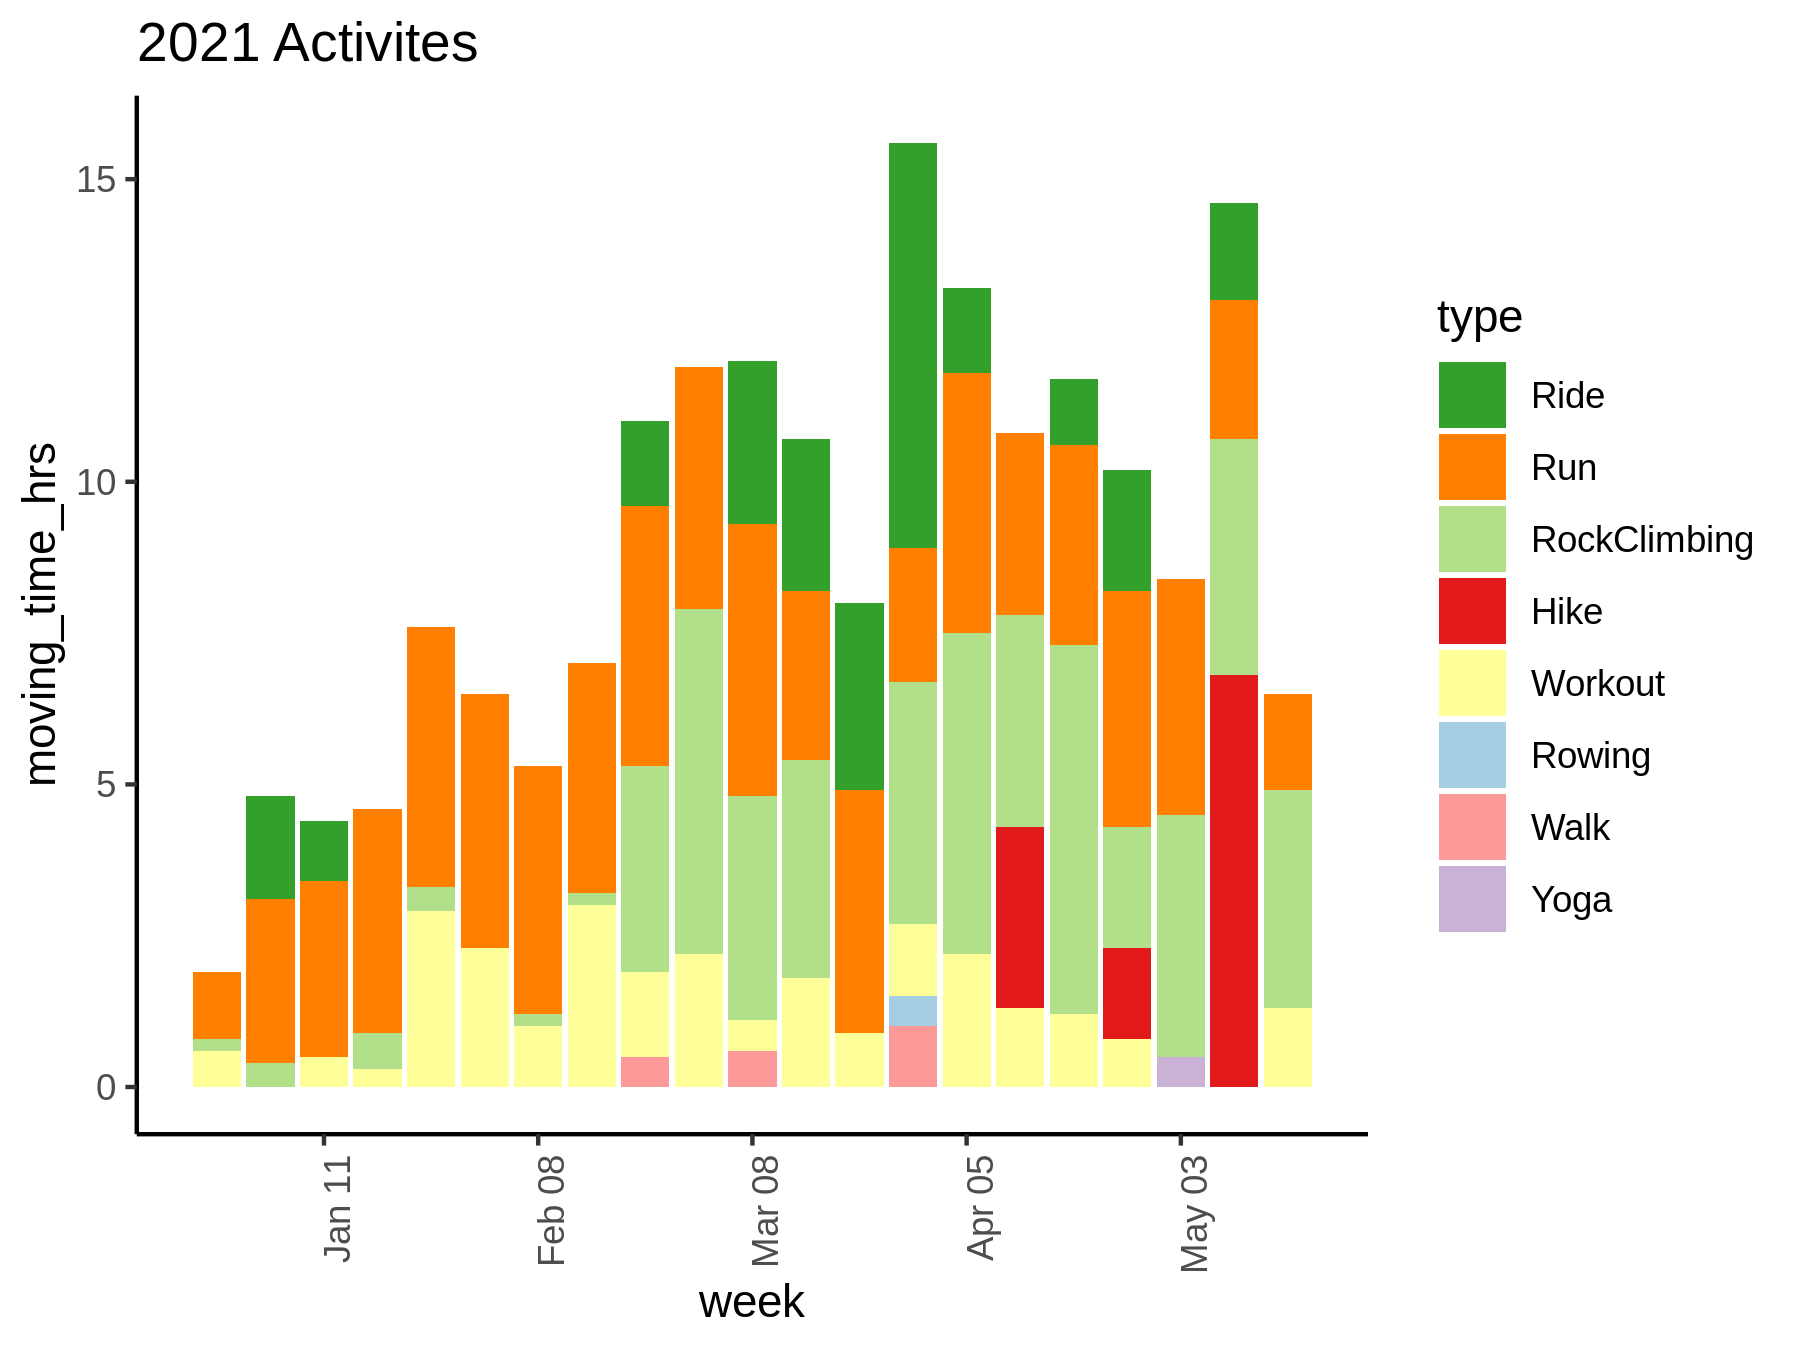 2021 Activites
moving_time_hrs
15
10
5
0
Jan 11
Feb 08
Mar 08
Apr 05
May 03
week
type
Ride
Run
RockClimbing
Hike
Workout
Rowing
Walk
Yoga